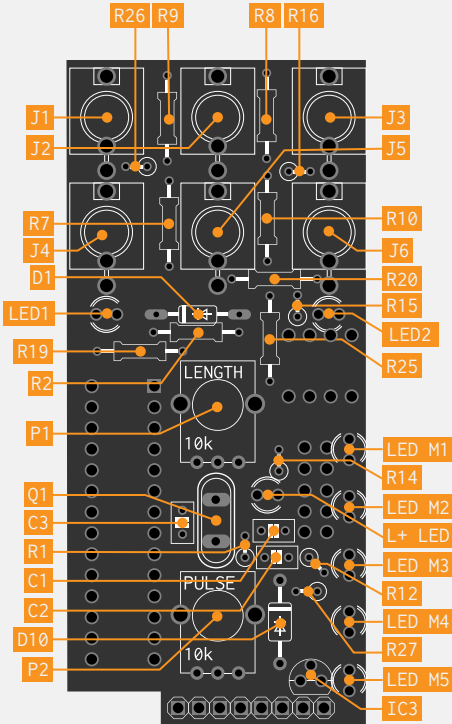 R26 R9 R8 R16
J1 J3
J2 J5
R7 R10
J4 J6
D1 R20
LED1 R15
LED2
R19 R25
R2
LENGTH
P1
10k LED M1
R14
Q1 LED M2
C3 L+ LED
R1
C1 PULSE LED M3
C2 R12
D10 LED M4
P2 10k R27
LED M5
IC3